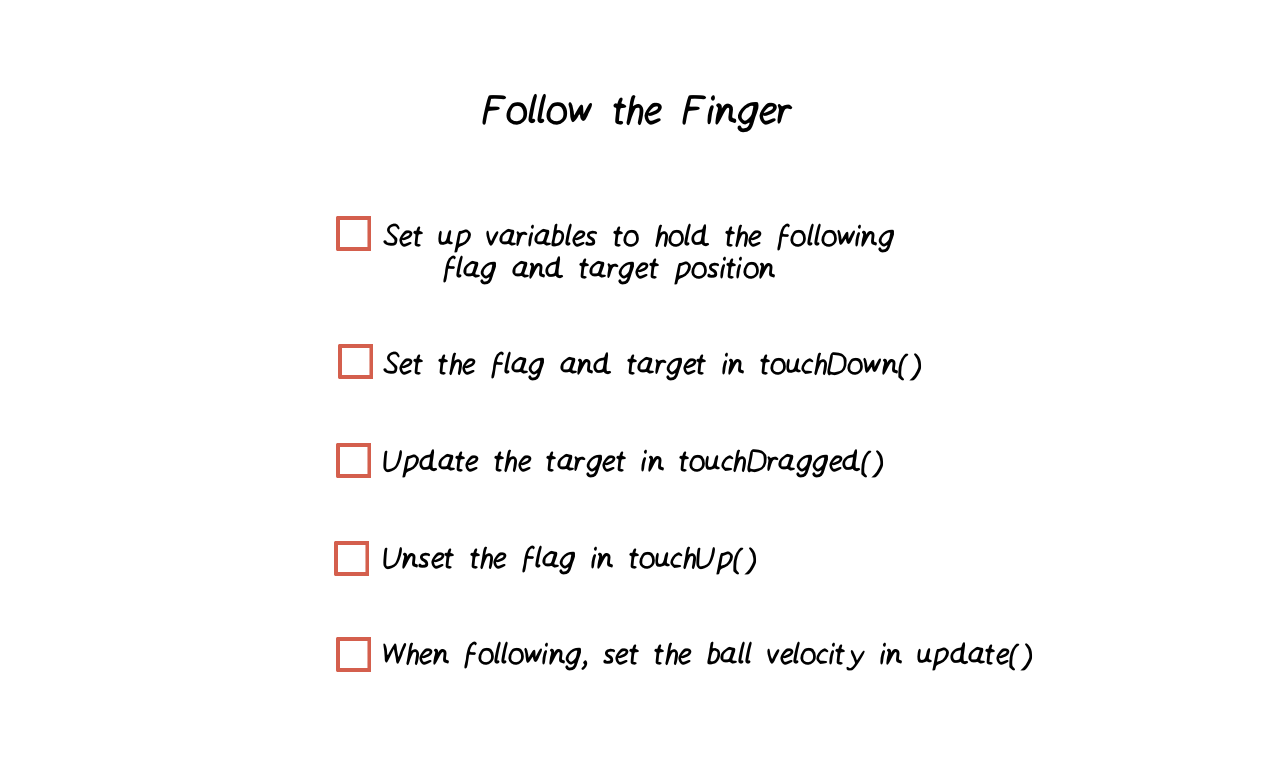 Follow the Finger
Set up variables to hold the following
flag and target position
Set the flag and target in touchDown()
Update the target in touchDragged()
Unset the flag in touchUp()
When following, set the ball velocity in update()